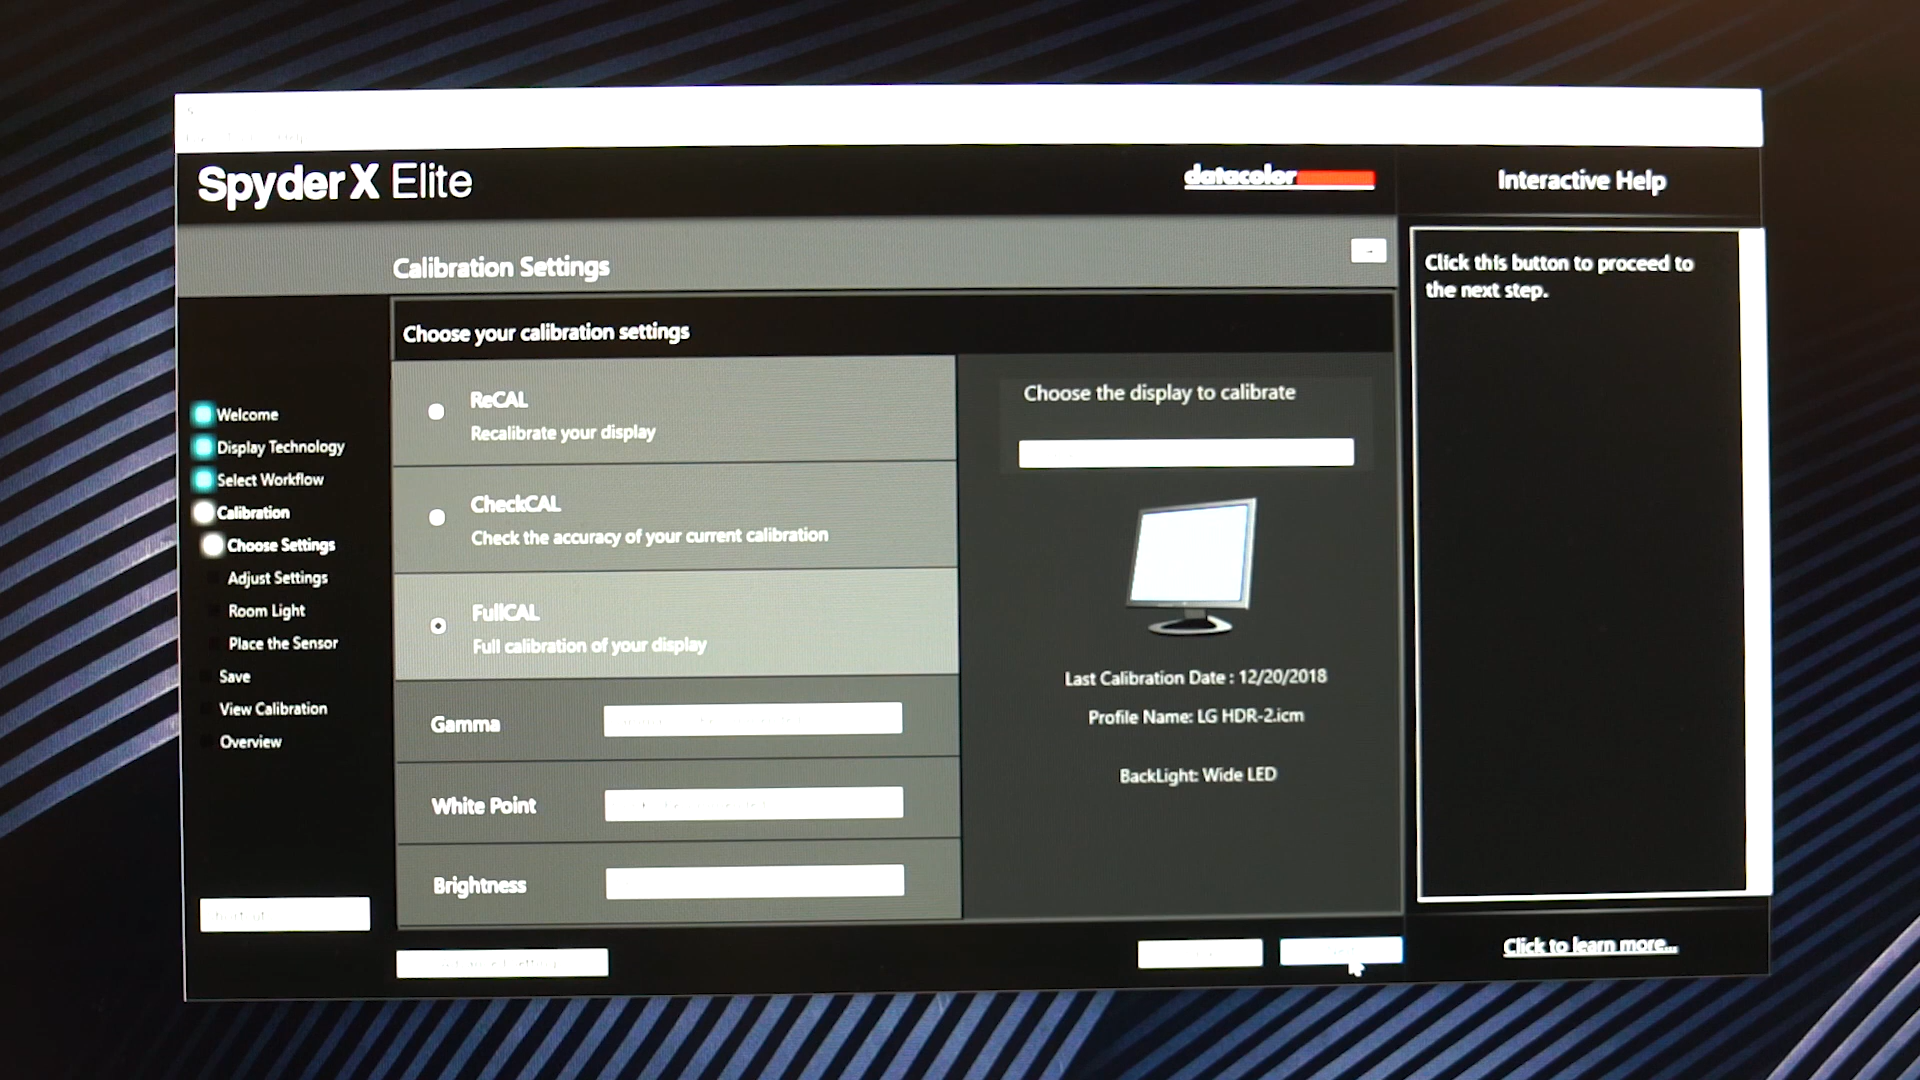 SpyderX Elite
datacolor
Interactive Help
Calibration Settings
Click this button to proceed to
the next step.
Choose your calibration settings
Welcome
Display Technology
Select Workflow
Calibration
Choose Settings
Adjust Settings
Room Light
Place the Sensor
Save
View Calibration
Overview
ReCAL
Recalibrate your display
CheckCAL
Check the accuracy of your current calibration
FullCAL
Full calibration of your display
Gamma
White Point
Brightness
Choose the display to calibrate
Last Calibration Date : 12/20/2018
Profile Name: LG HDR-2.icm
BackLight: Wide LED
Click to learn more...